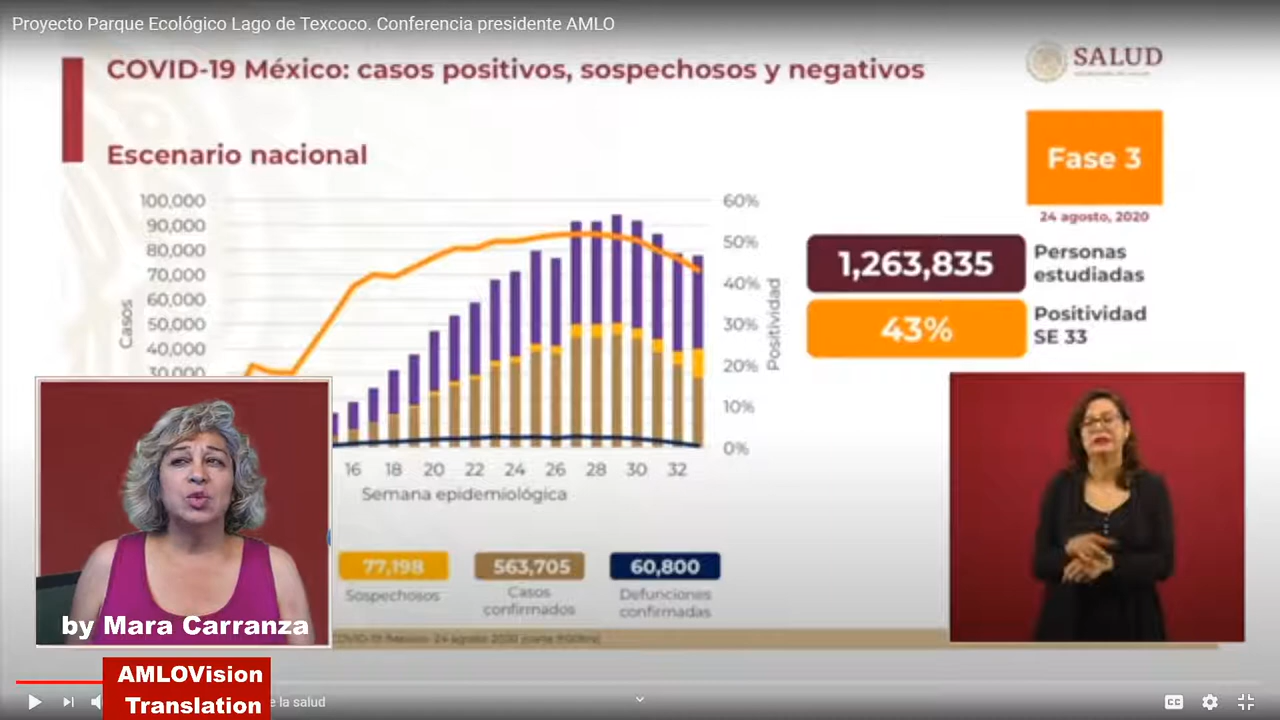 Proyecto Parque Ecológico Lago de Texcoco. Conferencia presidente AMLO
COVID-19 México: casos positivos, sospechosos y negativos
SALUD
Escenario nacional
Fase 3
24 agosto, 2020
100,000
90,000
80,000
70,000
60,000
50,000
40,000
30,000
Casos
60%
50%
40%
30%
20%
10%
0%
Positividad
1,263,835
Personas
estudiadas
43%
Positividad
SE 33
16 18 20 22 24 26 28 30 32
Semana epidemiológica
77,198
Sospechosos
563,705
Casos
confirmados
60,800
Defunciones
confirmadas
by Mara Carranza
AMLOVision
Translation
e la salud
CC